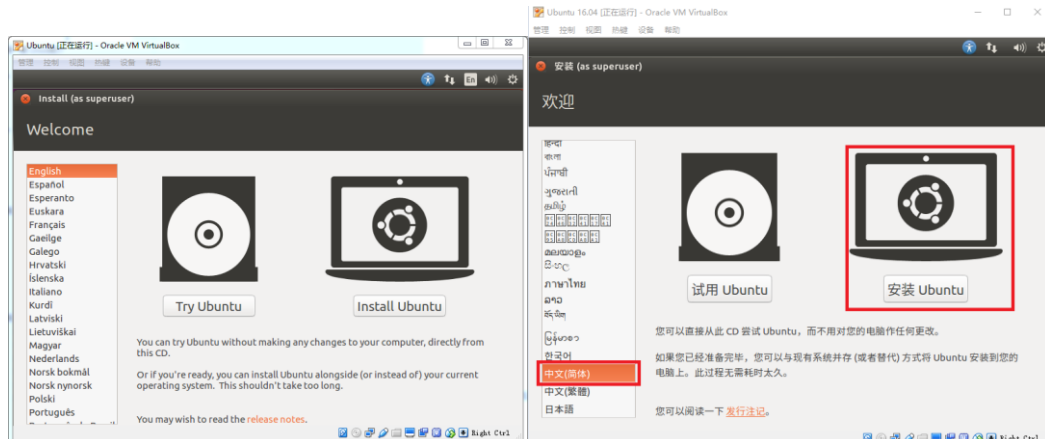 Ubuntu [正在运行] - Oracle VM VirtualBox
管理 控制 视图 热键 设备 帮助
En
Install (as superuser)
Welcome
English
Español
Esperanto
Euskara
Français
Gaeilge
Galego
Hrvatski
Íslenska
Italiano
Kurdî
Latviski
Lietuviškai
Magyar
Nederlands
Norsk bokmål
Norsk nynorsk
Polski
Português
Try Ubuntu
Install Ubuntu
You can try Ubuntu without making any changes to your computer, directly from
this CD.
Or if you're ready, you can install Ubuntu alongside (or instead of) your current
operating system. This shouldn't take too long.
You may wish to read the release notes.
Right Ctrl
Ubuntu 16.04 [正在运行] - Oracle VM VirtualBox
管理 控制 视图 热键 设备 帮助
安装 (as superuser)
欢迎
हिन्दी
বাংলা
ਪੰਜਾਬੀ
ગુજરાતી
தமிழ்
മലയാളം
සිංහල
ภาษาไทย
ລາວ
རྫོང་ཁ
မြန်မာစာ
한국어
中文(简体)
中文(繁體)
日本語
试用 Ubuntu
安装 Ubuntu
您可以直接从此 CD 尝试 Ubuntu，而不用对您的电脑作任何更改。
如果您已经准备完毕，您可以与现有系统并存 (或者替代) 方式将 Ubuntu 安装到您的
电脑上。此过程无需耗时太久。
您可以阅读一下 发行注记。
Right Ctrl